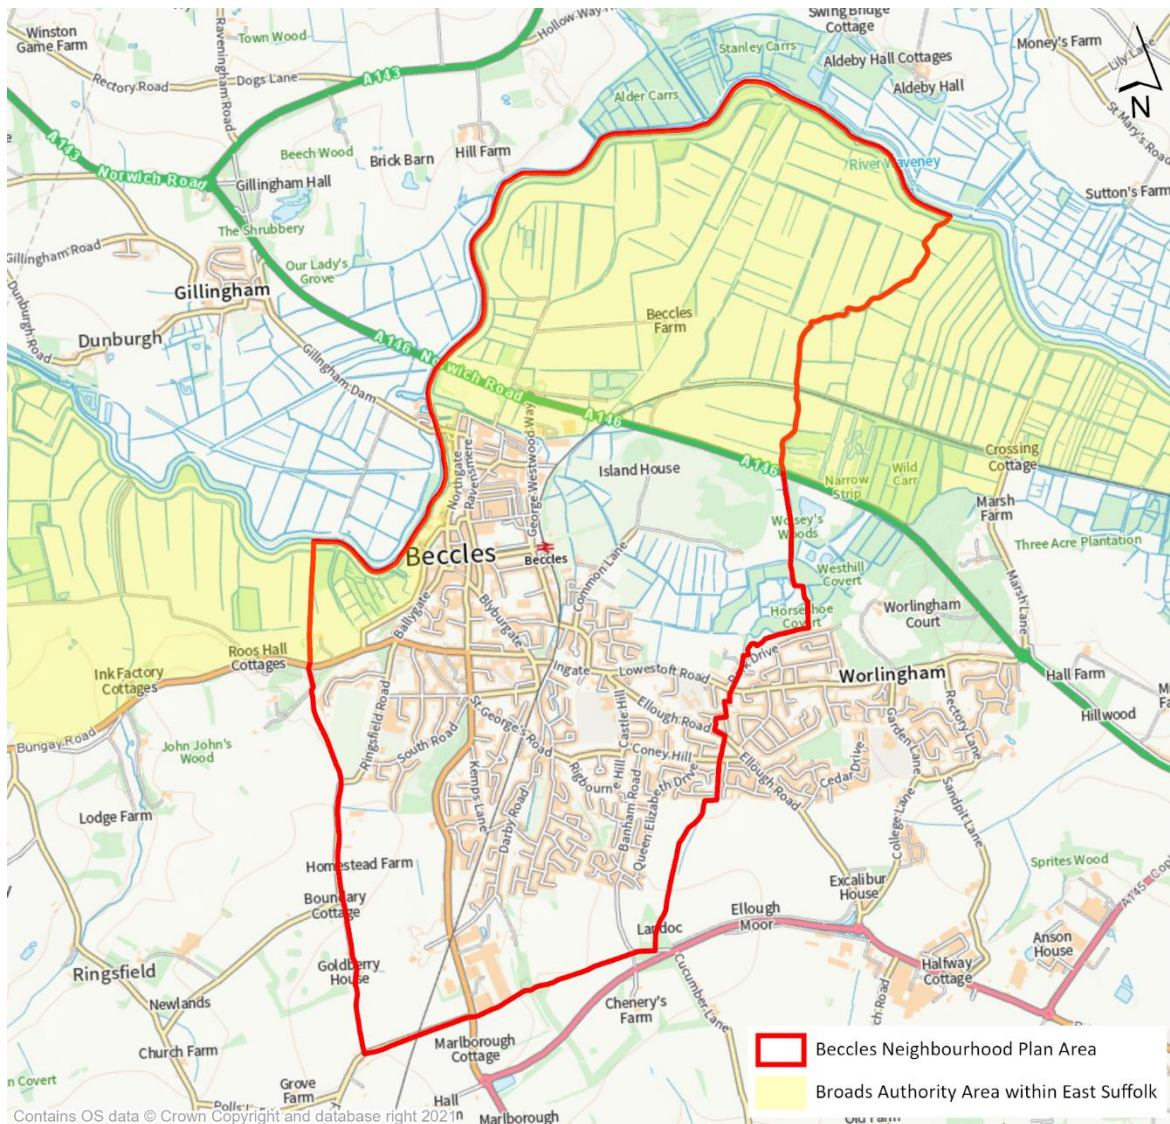 Winston
Game Farm
Town Wood
Raveningham Road
Rectory Road
Dogs Lane
A143
Hollow Way
Swing Bridge
Cottage
Stanley Carrs
Aldeby Hall Cottages
Aldeby Hall
Alder Carrs
Money's Farm
Lily Lane
St Mary's Road
N
A143
Norwich Road
Beech Wood
Brick Barn
Hill Farm
Gillingham Hall
The Shrubbery
River Waveney
Sutton's Farm
Gillingham Road
Our Lady's
Grove
Gillingham
Dunburgh Road
Dunburgh
Beccles
Farm
Gillingham Dam
A146 Norwich Road
A146
George Westwood Way
Northgate
Ravensmere
Island House
A146
Crossing
Cottage
Narrow
Strip
Wild
Carr
Marsh
Farm
Wolsey's
Woods
Three Acre Plantation
Beccles
Beccles
Common Lane
Westhill
Covert
Marsh Lane
Horseshoe
Covert
Worlingham
Court
Ballygate
Blyburgate
Roos Hall
Cottages
Ink Factory
Cottages
Ingate
Lowestoft Road
Park Drive
Worlingham
Hall Farm
Hillwood
Bungay Road
John John's
Wood
Ringsfield Road
South Road
St George's Road
Castle Hill
Ellough Road
Garden Lane
Rectory Lane
Coney Hill
Ellough Road
Cedar Drive
Rigbourne Hill
Kemps Lane
Darby Road
Banham Road
Queen Elizabeth Drive
Lodge Farm
College Lane
Sandpit Lane
Homestead Farm
Sprites Wood
Boundary
Cottage
Excalibur
House
A145
Landoc
Ellough
Moor
Anson
House
Ringsfield
Goldberry
House
Halfway
Cottage
Newlands
Cucumber Lane
Chenery's
Farm
Church Farm
Marlborough
Cottage
Grove
Farm
Hall
Marlborough
Beccles Neighbourhood Plan Area
Broads Authority Area within East Suffolk
Contains OS data © Crown Copyright and database right 2021